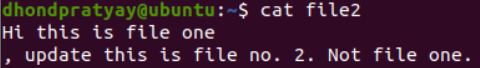 dhondpratyay@ubuntu:~$ cat file2
Hi this is file one
, update this is file no. 2. Not file one.